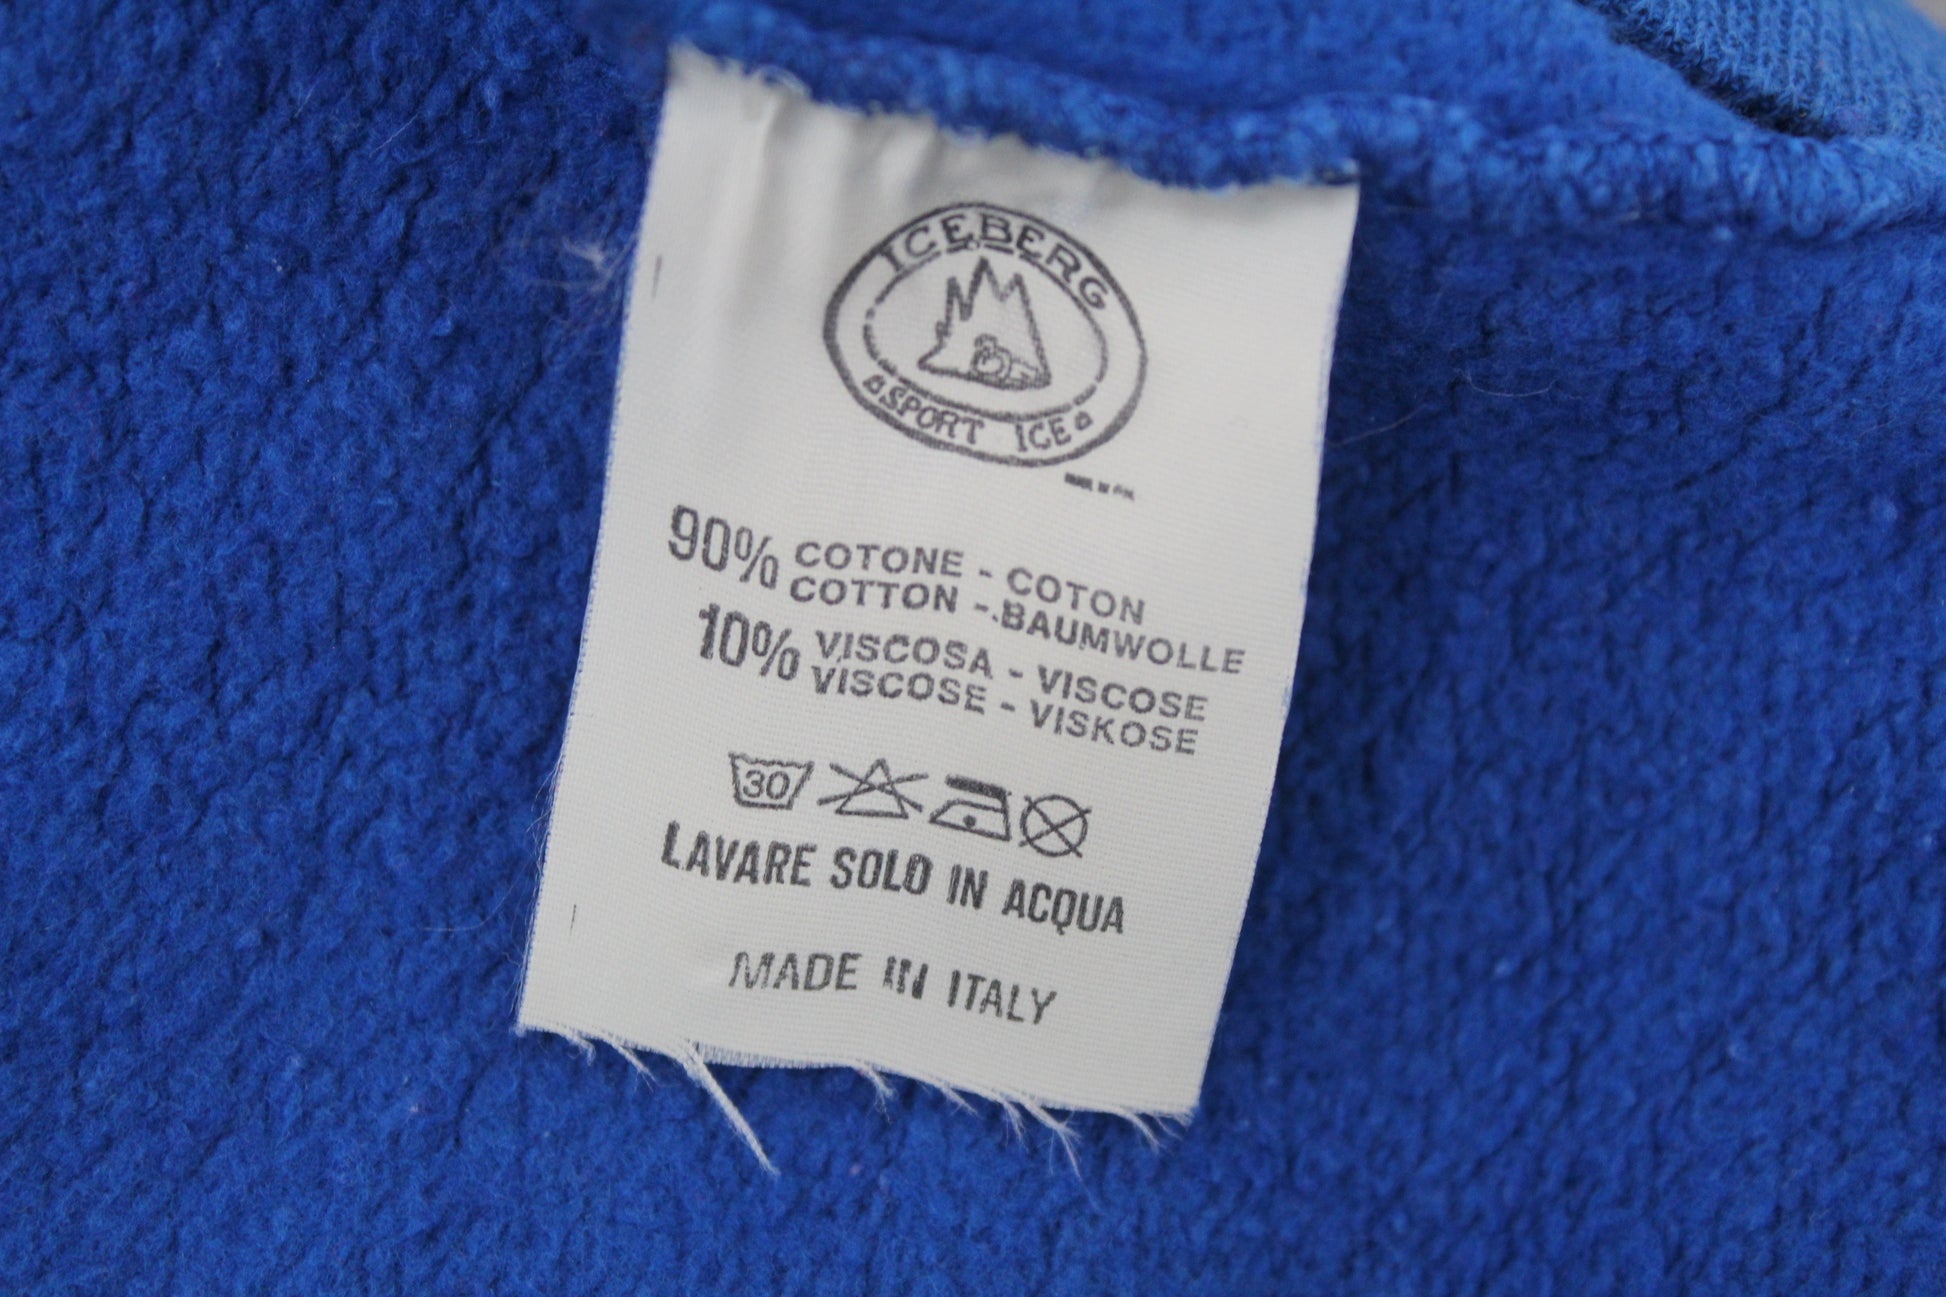 ICEBERG
SPORT ICE
90% COTONE - COTON
COTTON - BAUMWOLLE
10% VISCOSA - VISCOSE
VISCOSE - VISKOSE
30
LAVARE SOLO IN ACQUA
MADE IN ITALY